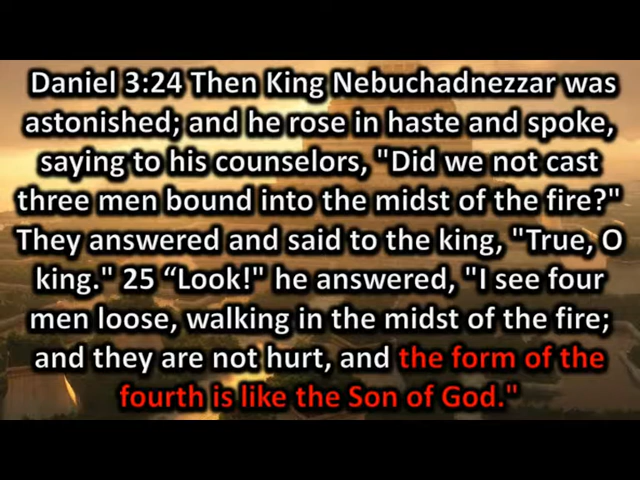 Daniel 3:24 Then King Nebuchadnezzar was
astonished; and he rose in haste and spoke,
saying to his counselors, "Did we not cast
three men bound into the midst of the fire?"
They answered and said to the king, "True, O
king." 25 “Look!" he answered, "I see four
men loose, walking in the midst of the fire;
and they are not hurt, and the form of the
fourth is like the Son of God."